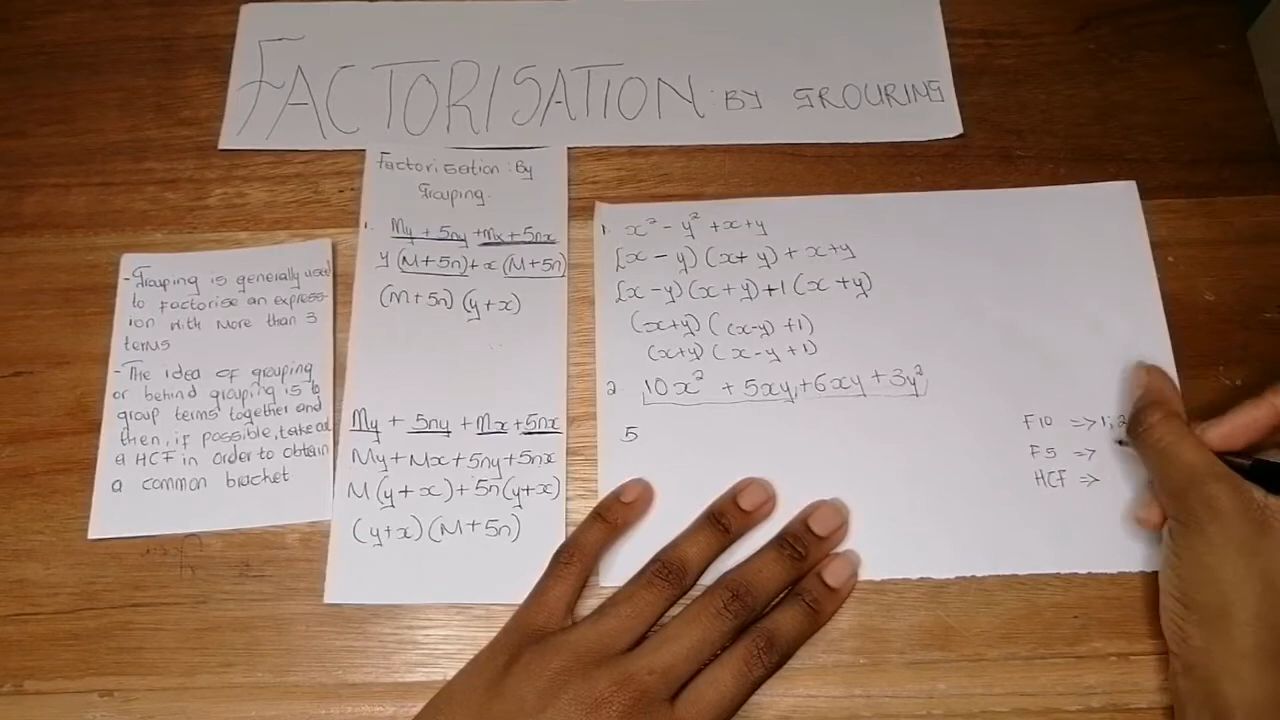 FACTORISATION: BY GROURING
Factorisation: By
Grouping.
1. My + 5ny + Mx + 5nx
y (M+5n) + x (M+5n)
(M+5n) (y+x)
My + 5ny + Mx + 5nx
My + Mx + 5ny + 5nx
M(y+x) + 5n(y+x)
(y+x) (M+5n)
- Grouping is generally used
to factorise an express-
ion with more than 3
terms
- The idea of grouping
or behind grouping is to
group terms together and
then, if possible, take out
a HCF in order to obtain
a common bracket
1. x² - y² + x + y
(x - y) (x + y) + x + y
(x - y) (x + y) + 1 (x + y)
(x+y) ((x-y) +1)
(x+y) (x-y+1)
2 10x² + 5xy + 6xy + 3y²
5
F10 => 1; 2
F5 =>
HCF =>